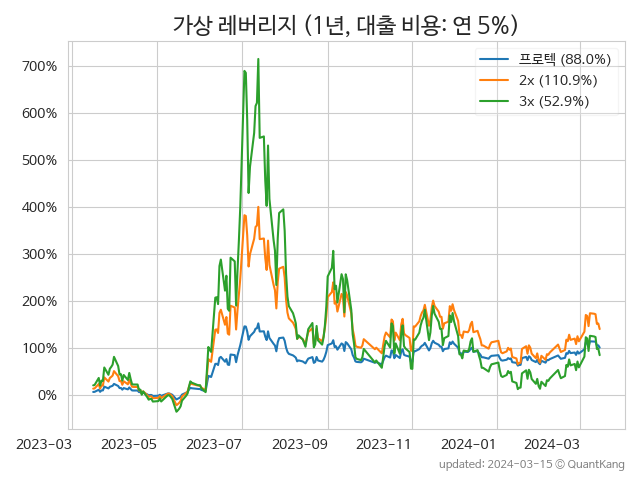 가상 레버리지 (1년, 대출 비용: 연 5%)
프로텍 (88.0%)
2x (110.9%)
3x (52.9%)
700%
600%
500%
400%
300%
200%
100%
0%
2023-03 2023-05 2023-07 2023-09 2023-11 2024-01 2024-03
updated: 2024-03-15 © QuantKang